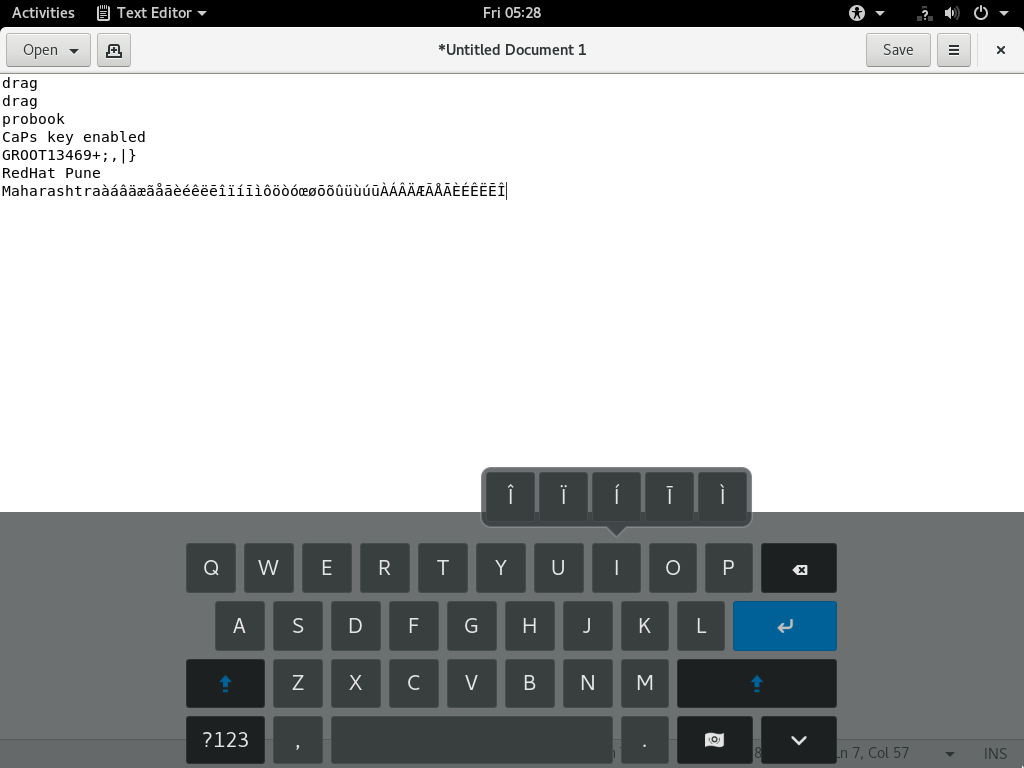 Activities Text Editor Fri 05:28
Open *Untitled Document 1 Save
drag
drag
probook
CaPs key enabled
GROOT13469+;,|}
RedHat Pune
MaharashtraàáâäæãåāèéêëēîïíīìôöòóœøōõûüùúūÀÁÂÄÆÃÅĀÈÉÊËĒÎ
Î Ï Í Ī Ì
Q W E R T Y U I O P
A S D F G H J K L
Z X C V B N M
?123 , .
Ln 7, Col 57 INS